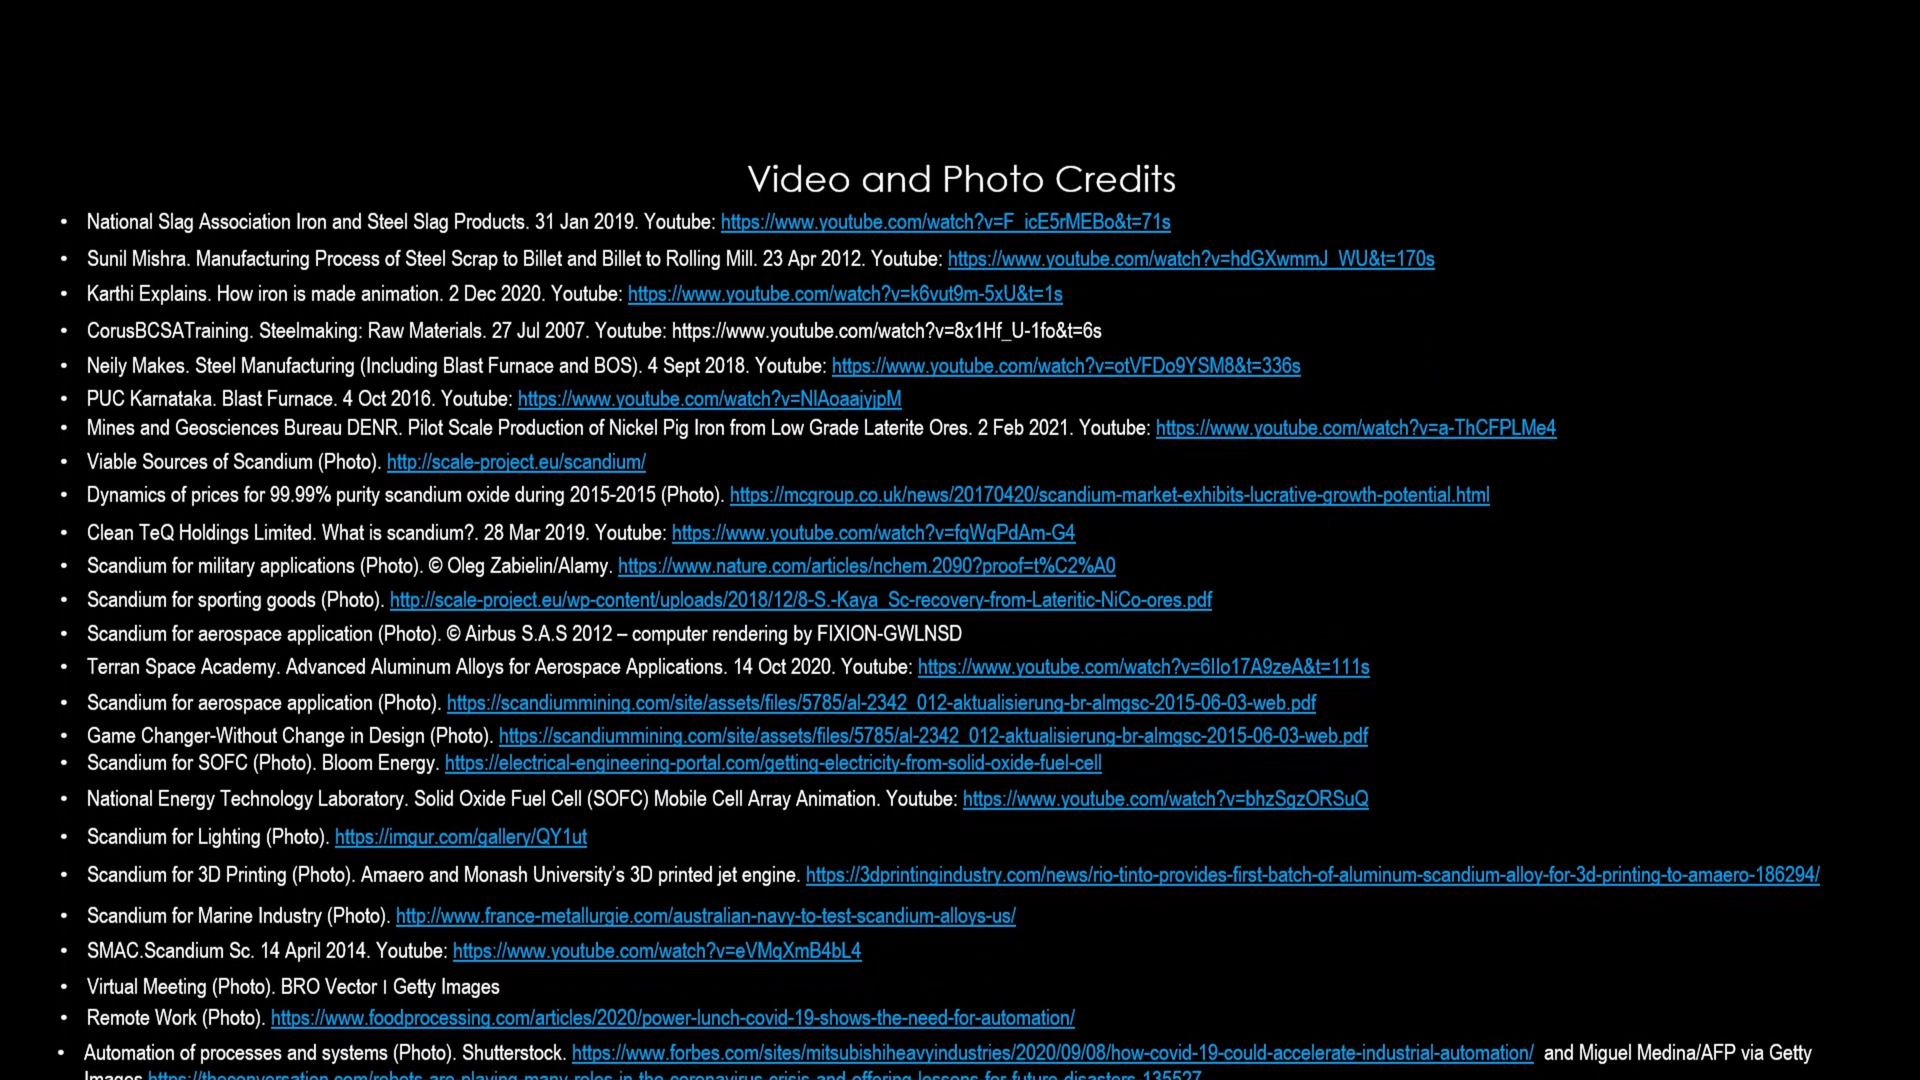 Video and Photo Credits
• National Slag Association Iron and Steel Slag Products. 31 Jan 2019. Youtube: https://www.youtube.com/watch?v=F_icE5rMEBo&t=71s
• Sunil Mishra. Manufacturing Process of Steel Scrap to Billet and Billet to Rolling Mill. 23 Apr 2012. Youtube: https://www.youtube.com/watch?v=hdGXwmmJ_WU&t=170s
• Karthi Explains. How iron is made animation. 2 Dec 2020. Youtube: https://www.youtube.com/watch?v=k6vut9m-5xU&t=1s
• CorusBCSATraining. Steelmaking: Raw Materials. 27 Jul 2007. Youtube: https://www.youtube.com/watch?v=8x1Hf_U-1fo&t=6s
• Neily Makes. Steel Manufacturing (Including Blast Furnace and BOS). 4 Sept 2018. Youtube: https://www.youtube.com/watch?v=otVFDo9YSM8&t=336s
• PUC Karnataka. Blast Furnace. 4 Oct 2016. Youtube: https://www.youtube.com/watch?v=NlAoaajyjpM
• Mines and Geosciences Bureau DENR. Pilot Scale Production of Nickel Pig Iron from Low Grade Laterite Ores. 2 Feb 2021. Youtube: https://www.youtube.com/watch?v=a-ThCFPLMe4
• Viable Sources of Scandium (Photo). http://scale-project.eu/scandium/
• Dynamics of prices for 99.99% purity scandium oxide during 2015-2015 (Photo). https://mcgroup.co.uk/news/20170420/scandium-market-exhibits-lucrative-growth-potential.html
• Clean TeQ Holdings Limited. What is scandium?. 28 Mar 2019. Youtube: https://www.youtube.com/watch?v=fqWqPdAm-G4
• Scandium for military applications (Photo). © Oleg Zabielin/Alamy. https://www.nature.com/articles/nchem.2090?proof=t%C2%A0
• Scandium for sporting goods (Photo). http://scale-project.eu/wp-content/uploads/2018/12/8-S.-Kaya_Sc-recovery-from-Lateritic-NiCo-ores.pdf
• Scandium for aerospace application (Photo). © Airbus S.A.S 2012 – computer rendering by FIXION-GWLNSD
• Terran Space Academy. Advanced Aluminum Alloys for Aerospace Applications. 14 Oct 2020. Youtube: https://www.youtube.com/watch?v=6IIo17A9zeA&t=111s
• Scandium for aerospace application (Photo). https://scandiummining.com/site/assets/files/5785/al-2342_012-aktualisierung-br-almgsc-2015-06-03-web.pdf
• Game Changer-Without Change in Design (Photo). https://scandiummining.com/site/assets/files/5785/al-2342_012-aktualisierung-br-almgsc-2015-06-03-web.pdf
• Scandium for SOFC (Photo). Bloom Energy. https://electrical-engineering-portal.com/getting-electricity-from-solid-oxide-fuel-cell
• National Energy Technology Laboratory. Solid Oxide Fuel Cell (SOFC) Mobile Cell Array Animation. Youtube: https://www.youtube.com/watch?v=bhzSgzORSuQ
• Scandium for Lighting (Photo). https://imgur.com/gallery/QY1ut
• Scandium for 3D Printing (Photo). Amaero and Monash University’s 3D printed jet engine. https://3dprintingindustry.com/news/rio-tinto-provides-first-batch-of-aluminum-scandium-alloy-for-3d-printing-to-amaero-186294/
• Scandium for Marine Industry (Photo). http://www.france-metallurgie.com/australian-navy-to-test-scandium-alloys-us/
• SMAC.Scandium Sc. 14 April 2014. Youtube: https://www.youtube.com/watch?v=eVMqXmB4bL4
• Virtual Meeting (Photo). BRO Vector I Getty Images
• Remote Work (Photo). https://www.foodprocessing.com/articles/2020/power-lunch-covid-19-shows-the-need-for-automation/
• Automation of processes and systems (Photo). Shutterstock. https://www.forbes.com/sites/mitsubishiheavyindustries/2020/09/08/how-covid-19-could-accelerate-industrial-automation/ and Miguel Medina/AFP via Getty
Images https://theconversation.com/robots-are-playing-many-roles-in-the-coronavirus-crisis-and-offering-lessons-for-future-disasters-135527